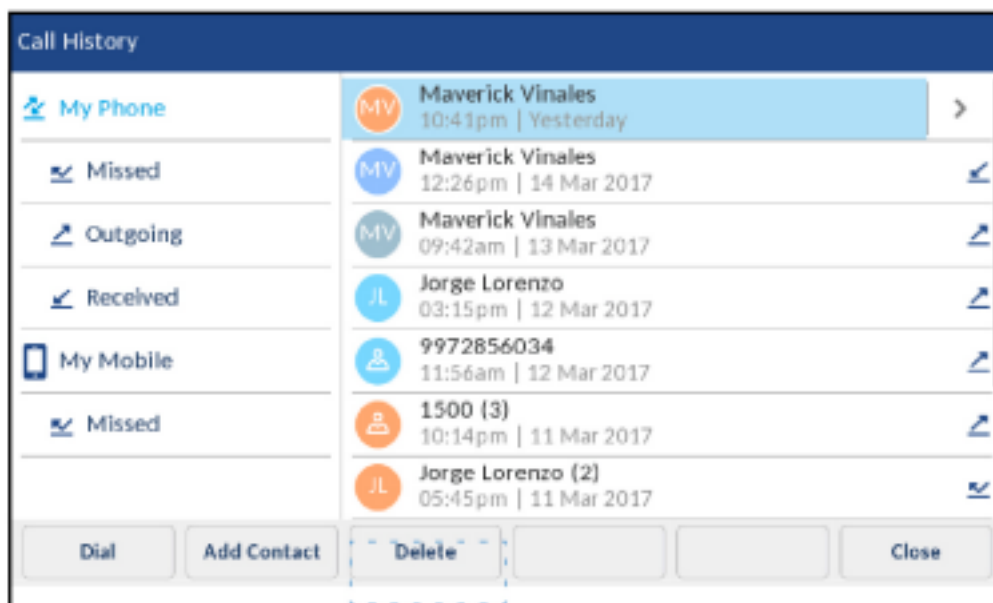 Call History
My Phone
Missed
Outgoing
Received
My Mobile
Missed
MV
Maverick Vinales
10:41pm | Yesterday
MV
Maverick Vinales
12:26pm | 14 Mar 2017
MV
Maverick Vinales
09:42am | 13 Mar 2017
JL
Jorge Lorenzo
03:15pm | 12 Mar 2017
9972856034
11:56am | 12 Mar 2017
1500 (3)
10:14pm | 11 Mar 2017
JL
Jorge Lorenzo (2)
05:45pm | 11 Mar 2017
Dial
Add Contact
Delete
Close